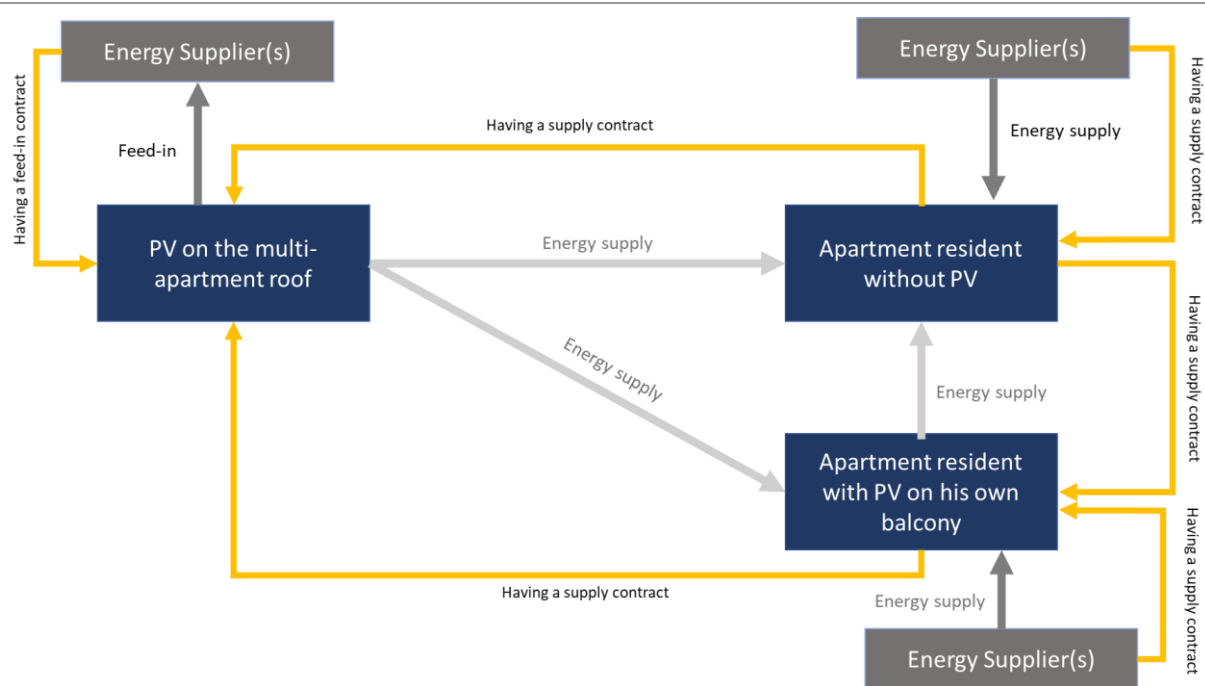 Energy Supplier(s)
Energy Supplier(s)
Having a feed-in contract
Feed-in
Having a supply contract
Energy supply
Having a supply contract
PV on the multi-
apartment roof
Energy supply
Apartment resident
without PV
Energy supply
Energy supply
Having a supply contract
Apartment resident
with PV on his own
balcony
Having a supply contract
Energy supply
Having a supply contract
Energy Supplier(s)